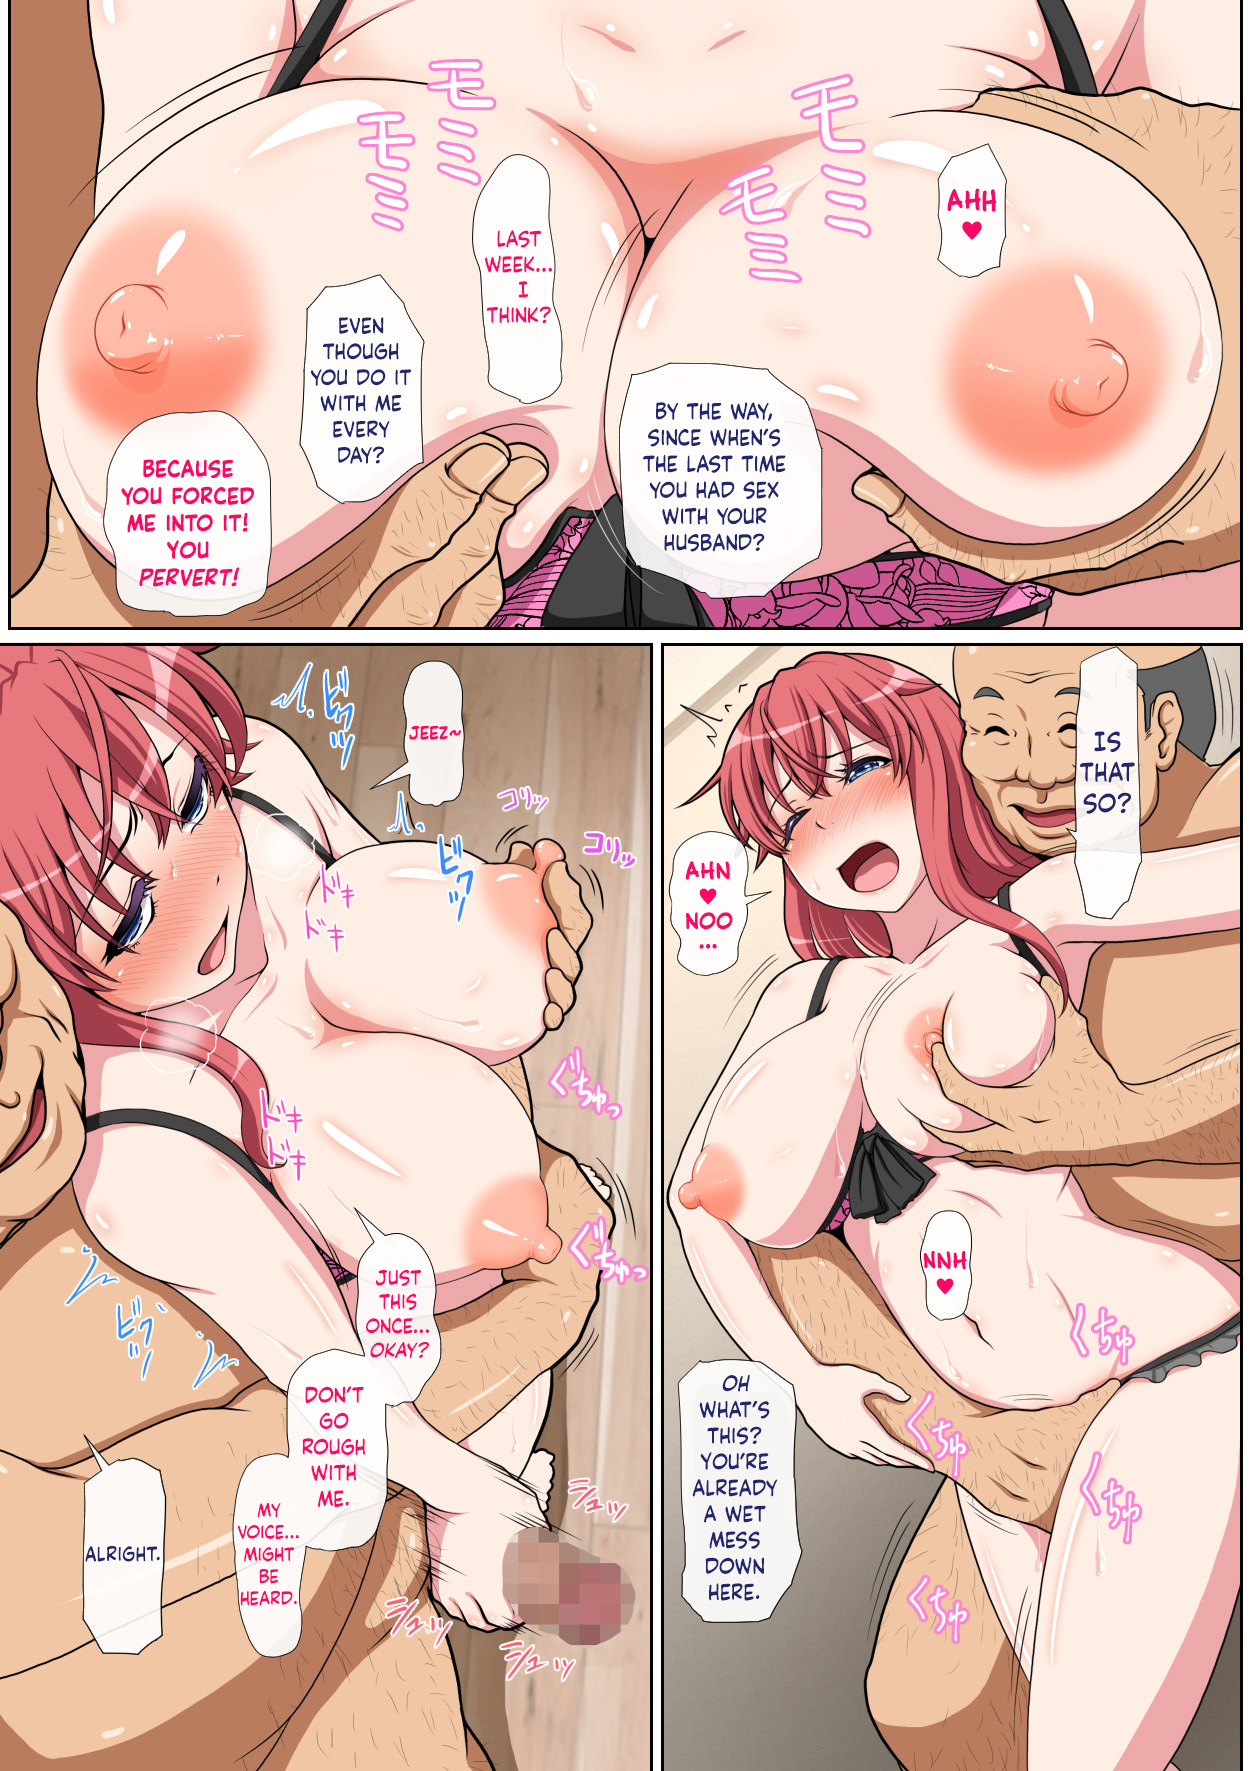 AHH
♥
モミ
モミ
モミ
モミ
BY THE WAY,
SINCE WHEN'S
THE LAST TIME
YOU HAD SEX
WITH YOUR
HUSBAND?
LAST
WEEK...
I
THINK?
EVEN
THOUGH
YOU DO IT
WITH ME
EVERY
DAY?
BECAUSE
YOU FORCED
ME INTO IT!
YOU
PERVERT!
IS
THAT
SO?
AHN
♥
NOO
...
NNH
♥
OH
WHAT'S
THIS?
YOU'RE
ALREADY
A WET
MESS
DOWN
HERE.
くちゅ
くちゅ
くちゅ
くちゅ
JEEZ~
ビクッ
コリッ
コリッ
ビクッ
ドキ
ドキ
ドキ
ドキ
ぐちゅっ
ぐちゅっ
JUST
THIS
ONCE...
OKAY?
DON'T
GO
ROUGH
WITH
ME.
MY
VOICE...
MIGHT
BE
HEARD.
ビクッ
ALRIGHT.
シュッ
シュッ
シュッ